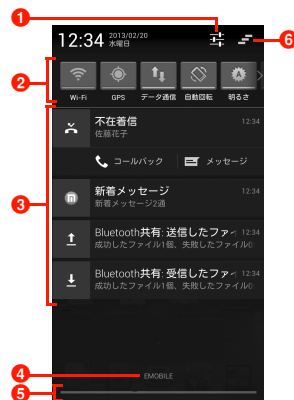 1
12:34 2013/02/20
水曜日
6
2
Wi-Fi GPS データ通信 自動回転 明るさ
3
不在着信 12:34
佐藤花子
コールバック メッセージ
新着メッセージ 12:34
新着メッセージ2通
Bluetooth共有: 送信したファ 12:34
成功したファイル1個、失敗したファイル0
Bluetooth共有: 受信したファ 12:34
成功したファイル1個、失敗したファイル0
4
EMOBILE
5